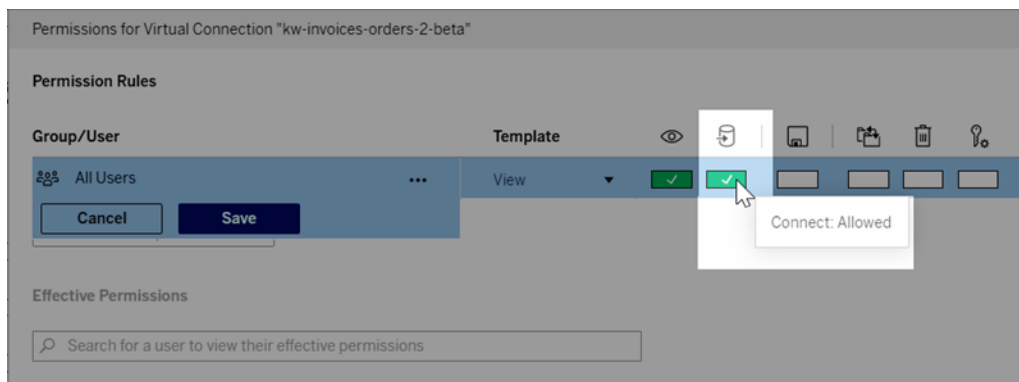 Permissions for Virtual Connection "kw-invoices-orders-2-beta"
Permission Rules
Group/User Template
All Users ••• View
Cancel Save
Connect: Allowed
Effective Permissions
Search for a user to view their effective permissions